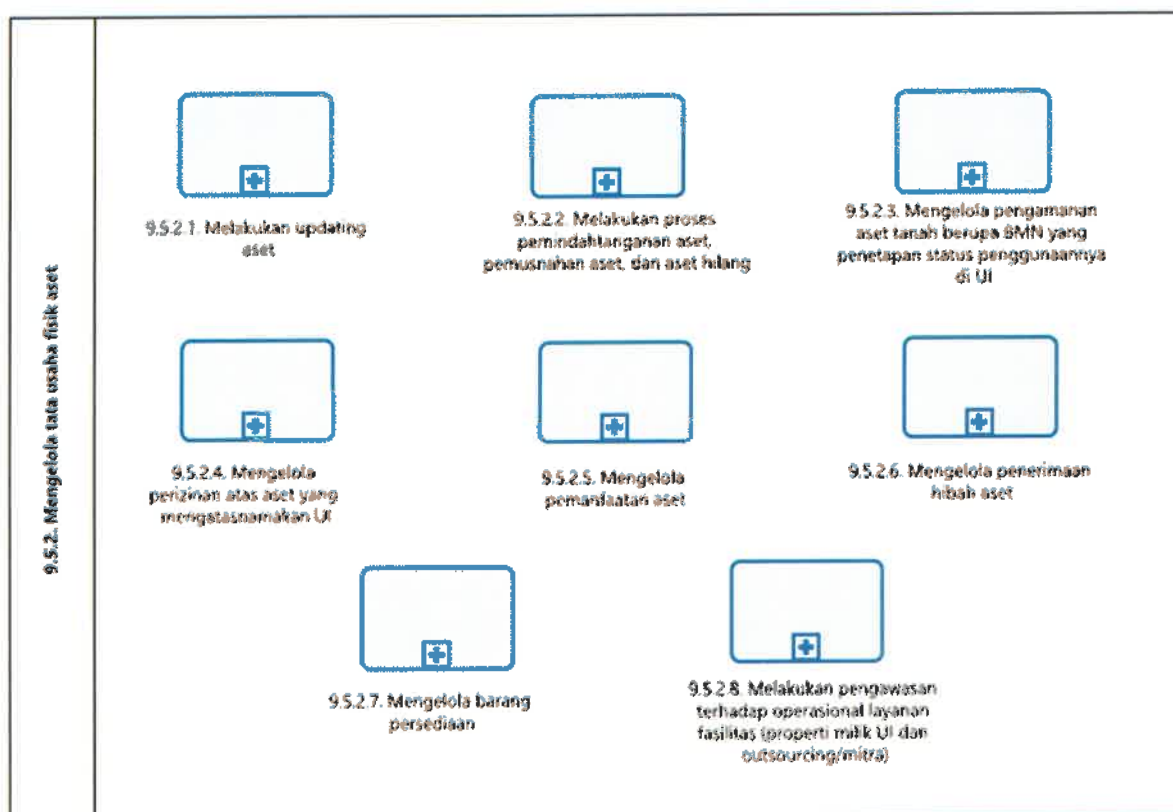 9.5.2. Mengelola tata usaha fisik aset
9.5.2.1. Melakukan updating
aset
9.5.2.2. Melakukan proses
pemindahtanganan aset,
pemusnahan aset, dan aset hilang
9.5.2.3. Mengelola pengamanan
aset tanah berupa BMN yang
penetapan status penggunaannya
di UI
9.5.2.4. Mengelola
perizinan atas aset yang
mengatasnamakan UI
9.5.2.5. Mengelola
pemanfaatan aset
9.5.2.6. Mengelola penerimaan
hibah aset
9.5.2.7. Mengelola barang
persediaan
9.5.2.8. Melakukan pengawasan
terhadap operasional layanan
fasilitas (properti milik UI dan
outsourcing/mitra)